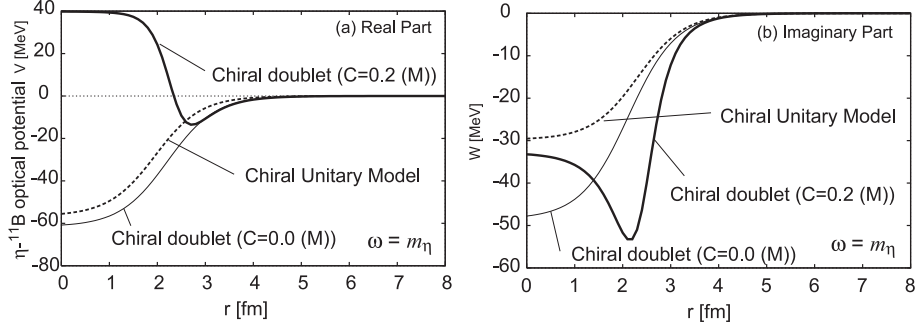 (a) Real Part
Chiral doublet (C=0.2 (M))
Chiral Unitary Model
Chiral doublet (C=0.0 (M))
ω = mη
η-¹¹B optical potential V [MeV]
40
20
0
-20
-40
-60
-80
0 1 2 3 4 5 6 7 8
r [fm]
(b) Imaginary Part
Chiral Unitary Model
Chiral doublet (C=0.2 (M))
Chiral doublet (C=0.0 (M))
ω = mη
W [MeV]
0
-10
-20
-30
-40
-50
-60
0 1 2 3 4 5 6 7 8
r [fm]